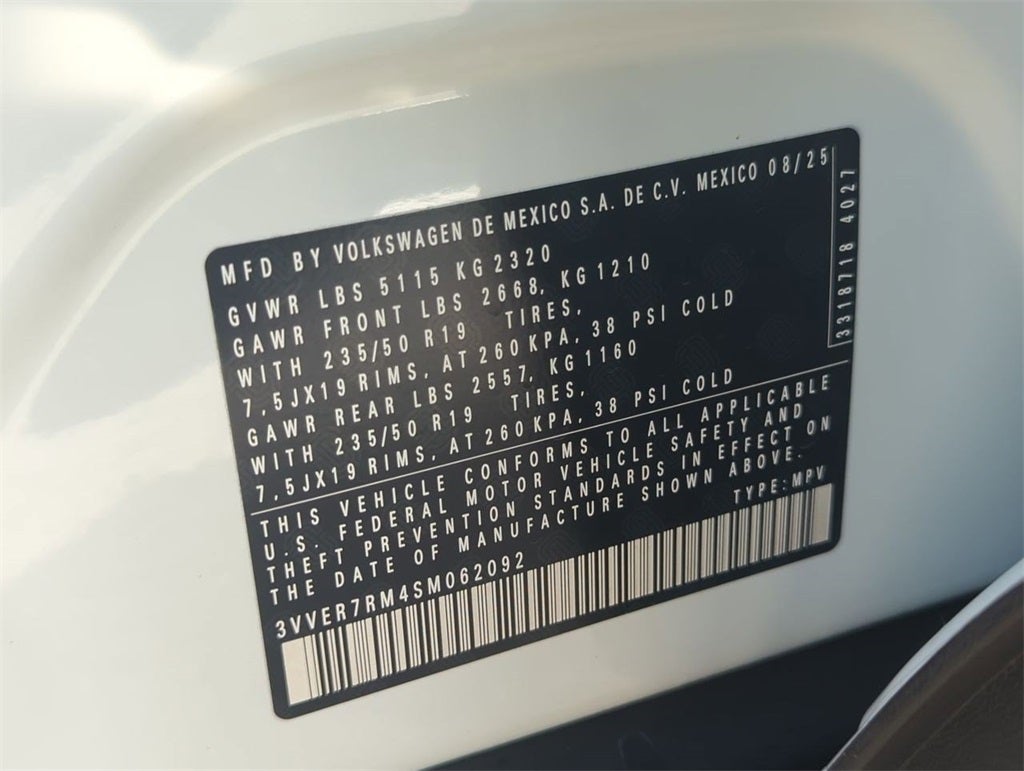 MFD BY VOLKSWAGEN DE MEXICO S.A. DE C.V. MEXICO 08/25
GVWR LBS 5115 KG 2320
GAWR FRONT LBS 2668, KG 1210
WITH 235/50 R19 TIRES,
7,5JX19 RIMS, AT 260 KPA, 38 PSI COLD
GAWR REAR LBS 2557, KG 1160
WITH 235/50 R19 TIRES,
7,5JX19 RIMS, AT 260 KPA, 38 PSI COLD
THIS VEHICLE CONFORMS TO ALL APPLICABLE
U.S. FEDERAL MOTOR VEHICLE SAFETY AND
THEFT PREVENTION STANDARDS IN EFFECT ON
THE DATE OF MANUFACTURE SHOWN ABOVE.
3VVER7RM4SM062092 TYPE: MPV
3318718 4027